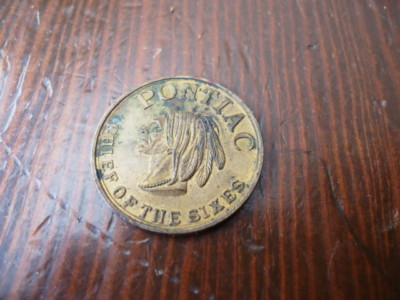 PONTIAC
CHIEF OF THE SIXES